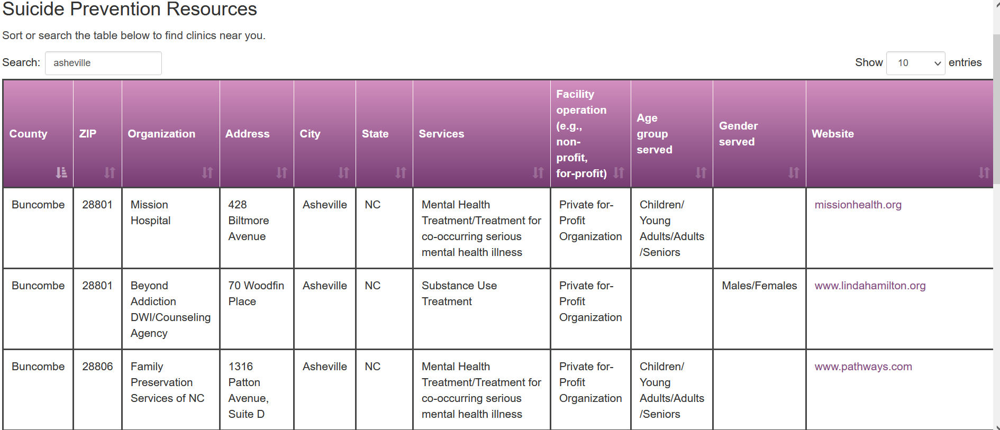 Suicide Prevention Resources
Sort or search the table below to find clinics near you.
Search: asheville
Show 10 entries
County
ZIP
Organization
Address
City
State
Services
Facility
operation
(e.g.,
non-
profit,
for-profit)
Age
group
served
Gender
served
Website
Buncombe
28801
Mission
Hospital
428
Biltmore
Avenue
Asheville
NC
Mental Health
Treatment/Treatment for
co-occurring serious
mental health illness
Private for-
Profit
Organization
Children/
Young
Adults/Adults
/Seniors
missionhealth.org
Buncombe
28801
Beyond
Addiction
DWI/Counseling
Agency
70 Woodfin
Place
Asheville
NC
Substance Use
Treatment
Private for-
Profit
Organization
Males/Females
www.lindahamilton.org
Buncombe
28806
Family
Preservation
Services of NC
1316
Patton
Avenue,
Suite D
Asheville
NC
Mental Health
Treatment/Treatment for
co-occurring serious
mental health illness
Private for-
Profit
Organization
Children/
Young
Adults/Adults
/Seniors
www.pathways.com